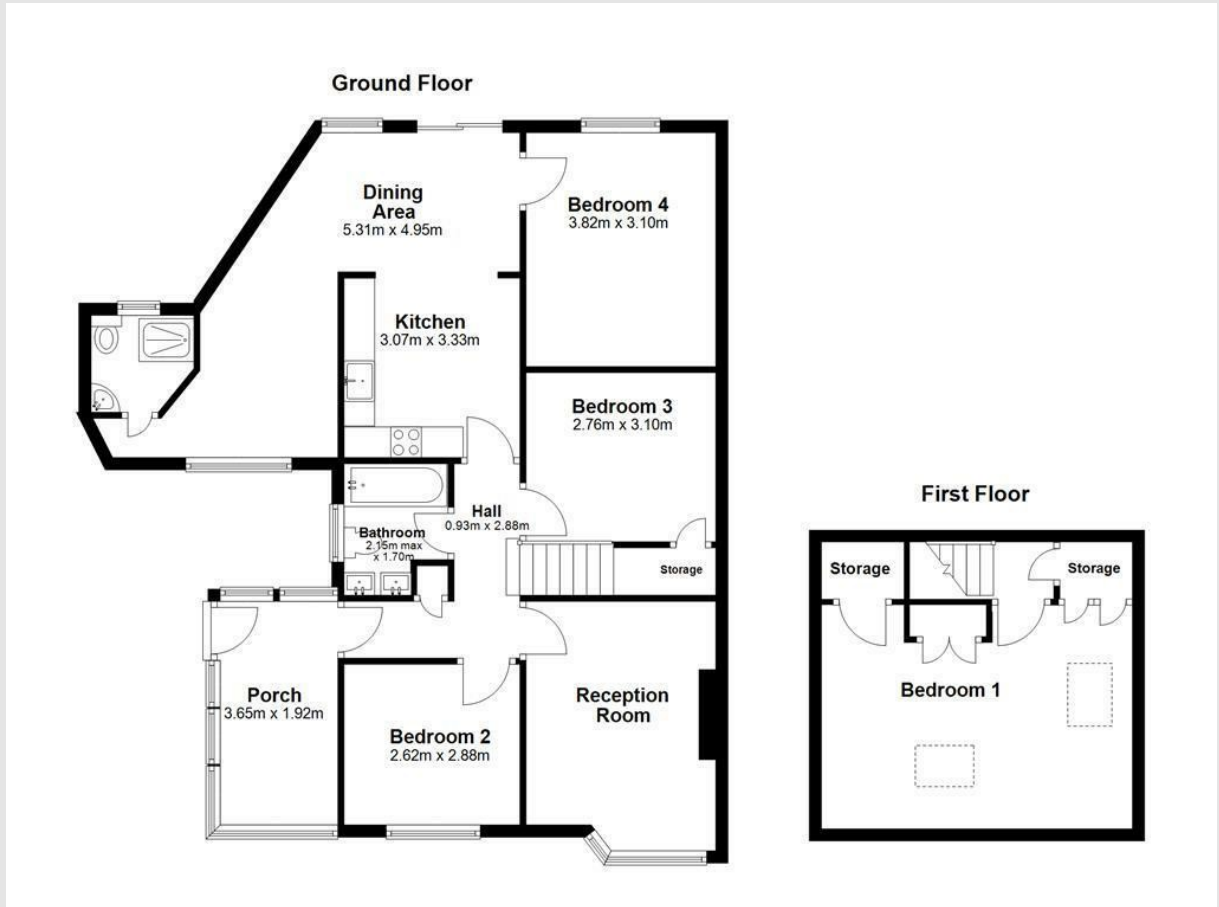 Ground Floor
Dining
Area
5.31m x 4.95m
Bedroom 4
3.82m x 3.10m
Kitchen
3.07m x 3.33m
Bedroom 3
2.76m x 3.10m
Hall
0.93m x 2.88m
Bathroom
2.15m max
x 1.70m
Storage
Porch
3.65m x 1.92m
Bedroom 2
2.62m x 2.88m
Reception
Room
First Floor
Storage
Storage
Bedroom 1